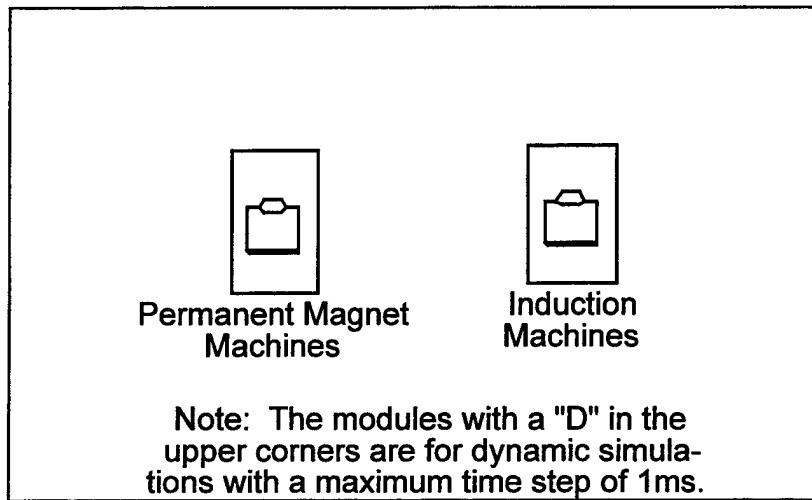 Permanent Magnet
Machines
Induction
Machines
Note: The modules with a "D" in the
upper corners are for dynamic simula-
tions with a maximum time step of 1ms.